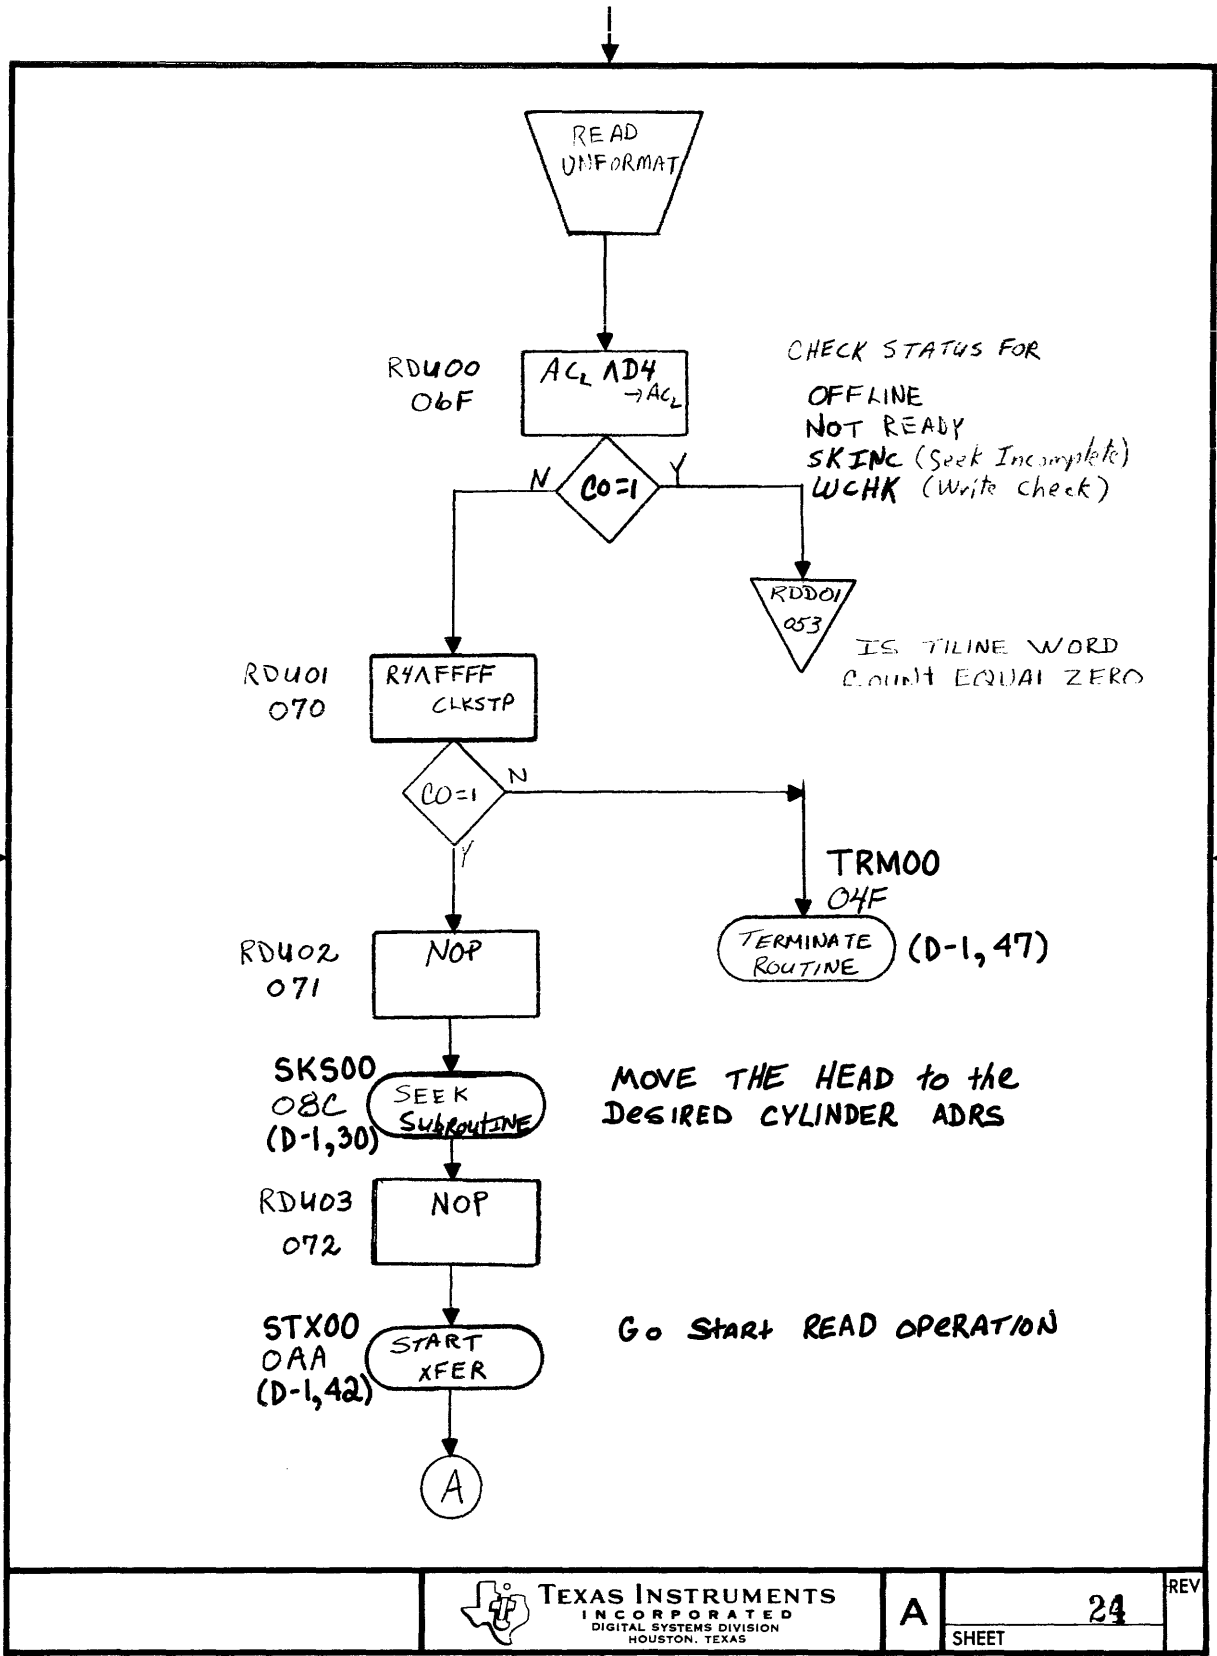 READ
UNFORMAT
RDU00
06F
ACL ΛD4
→ACL
CHECK STATUS FOR
OFFLINE
NOT READY
SKINC (Seek Incomplete)
WCHK (Write Check)
N
CO=1
Y
RDD01
053
IS TILINE WORD
COUNT EQUAL ZERO
RDU01
070
R4ΛFFFF
CLKSTP
CO=1
N
Y
TRM00
04F
TERMINATE
ROUTINE
(D-1, 47)
RDU02
071
NOP
SKS00
08C
(D-1,30)
SEEK
SUBROUTINE
MOVE THE HEAD to the
DESIRED CYLINDER ADRS
RDU03
072
NOP
STX00
0AA
(D-1,42)
START
XFER
Go Start READ OPERATION
A
TEXAS INSTRUMENTS
INCORPORATED
DIGITAL SYSTEMS DIVISION
HOUSTON, TEXAS
A
24
SHEET
REV